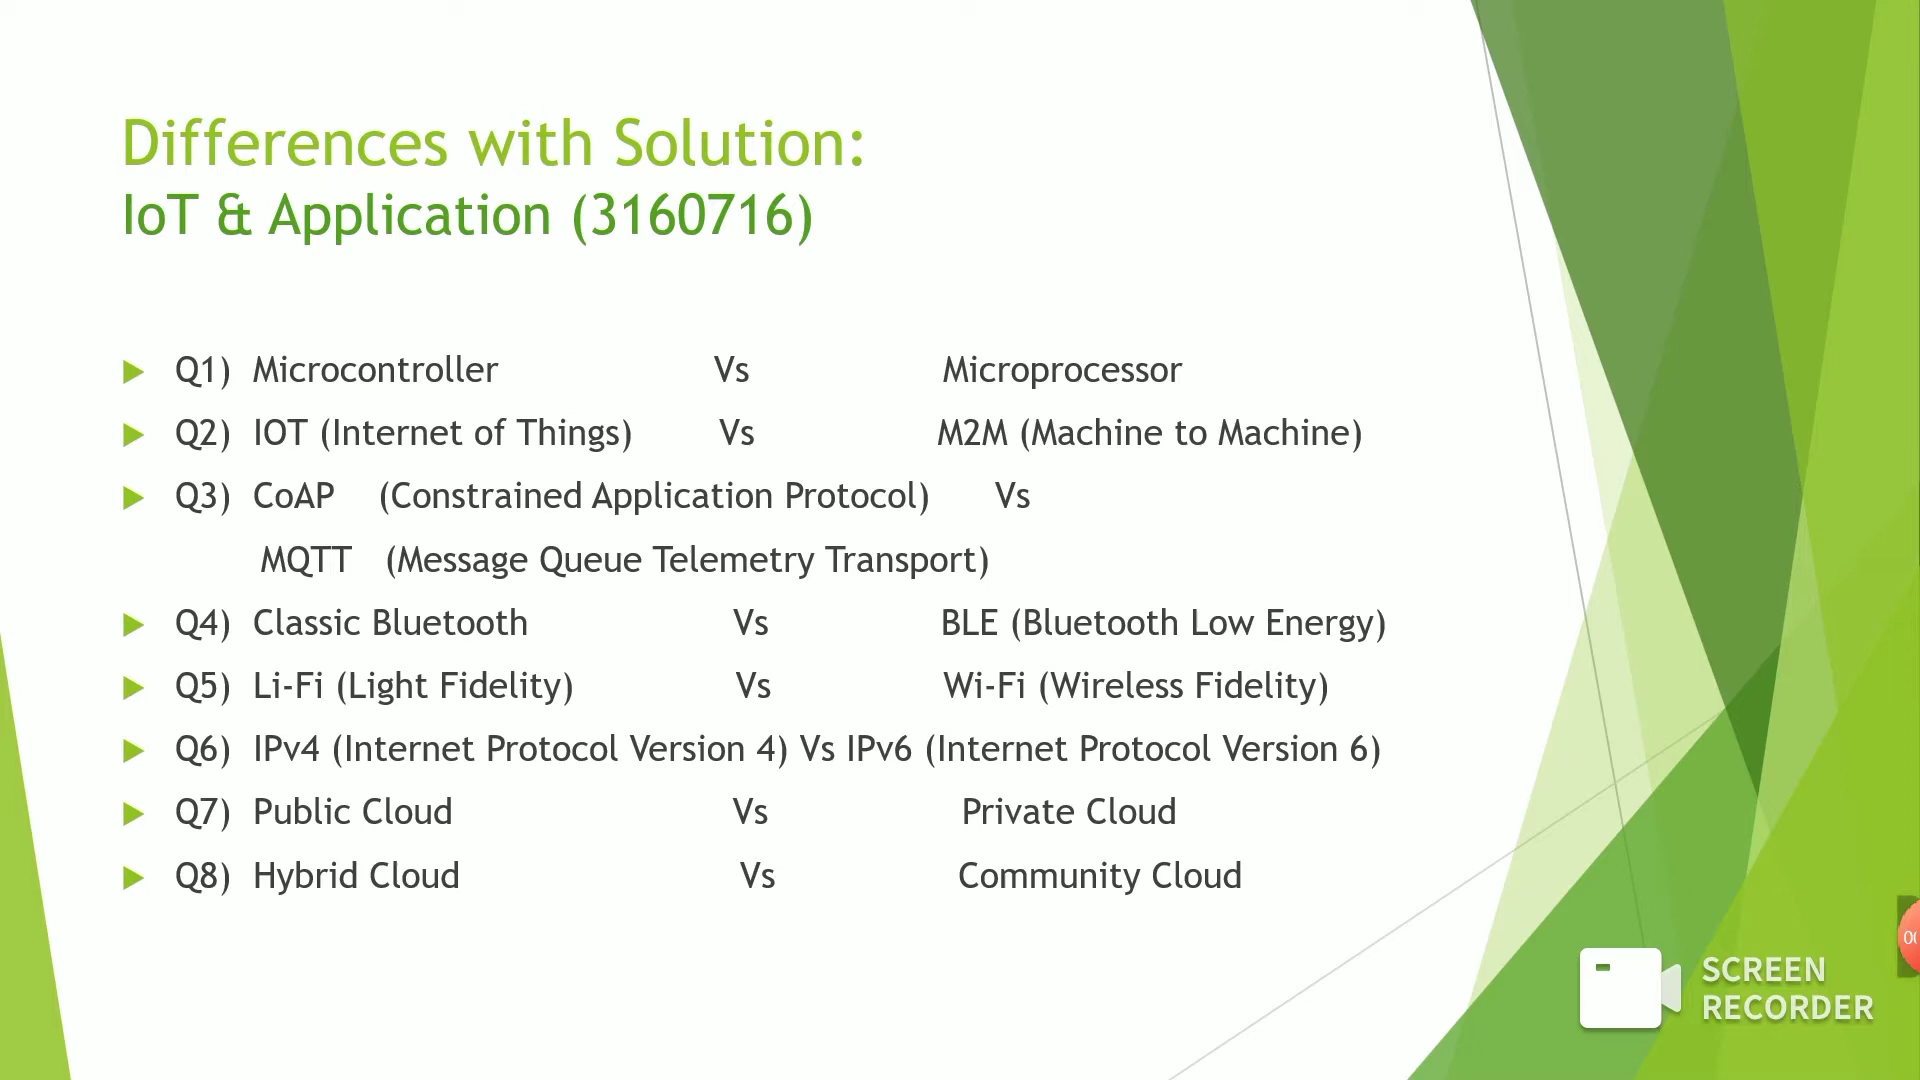 Differences with Solution:
IoT & Application (3160716)
Q1) Microcontroller Vs Microprocessor
Q2) IOT (Internet of Things) Vs M2M (Machine to Machine)
Q3) CoAP (Constrained Application Protocol) Vs
MQTT (Message Queue Telemetry Transport)
Q4) Classic Bluetooth Vs BLE (Bluetooth Low Energy)
Q5) Li-Fi (Light Fidelity) Vs Wi-Fi (Wireless Fidelity)
Q6) IPv4 (Internet Protocol Version 4) Vs IPv6 (Internet Protocol Version 6)
Q7) Public Cloud Vs Private Cloud
Q8) Hybrid Cloud Vs Community Cloud
SCREEN
RECORDER